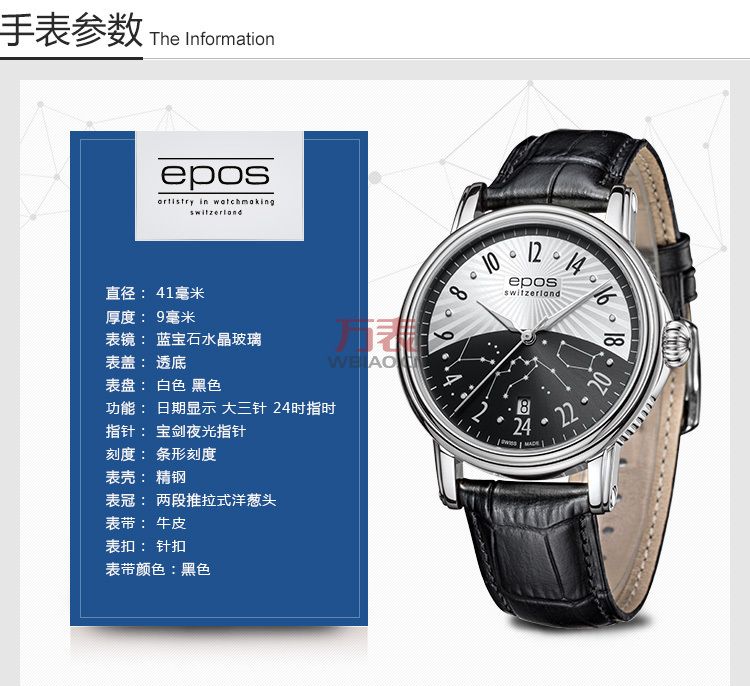 手表参数 The Information
epos
artistry in watchmaking
switzerland
直径： 41毫米
厚度： 9毫米
表镜： 蓝宝石水晶玻璃
表盖： 透底
表盘： 白色 黑色
功能： 日期显示 大三针 24时指时
指针： 宝剑夜光指针
刻度： 条形刻度
表壳： 精钢
表冠： 两段推拉式洋葱头
表带： 牛皮
表扣： 针扣
表带颜色：黑色
万表
WBIAO.CN
epos
switzerland
12
14
16
18
20
22
24
2
4
6
8
10
8
SWISS MADE